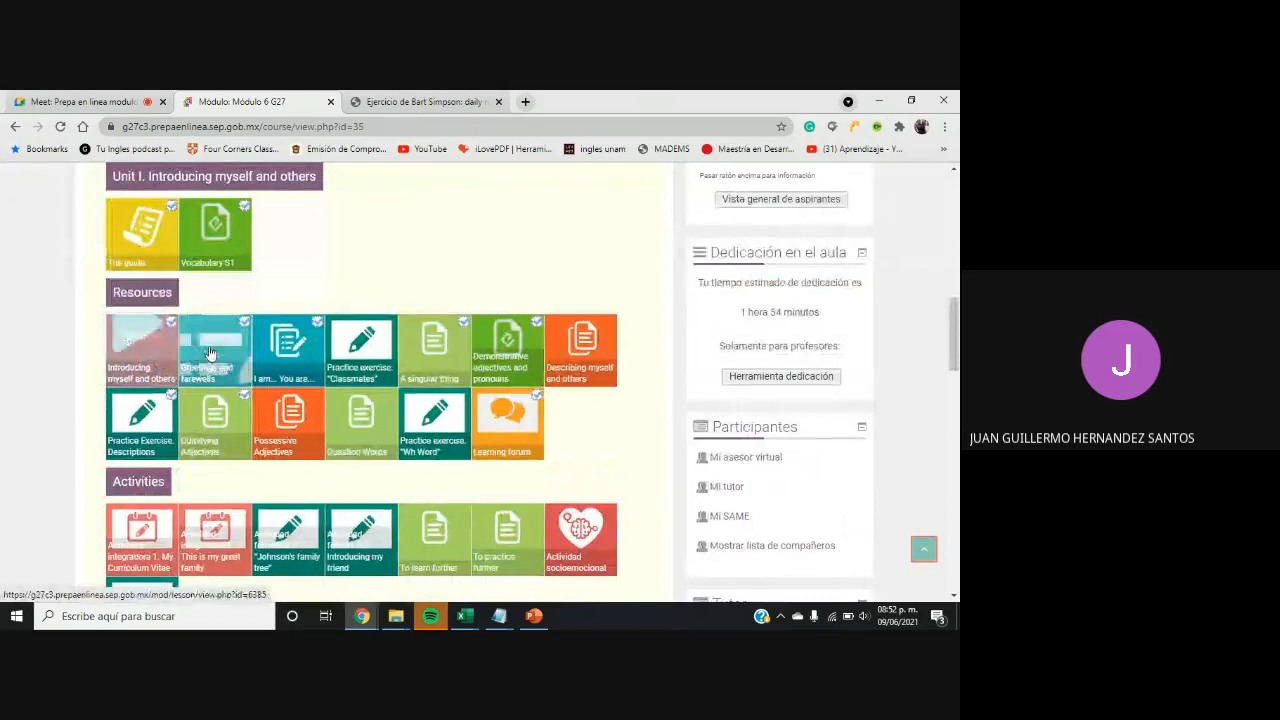 Meet: Prepa en linea modulo
Módulo: Módulo 6 G27
Ejercicio de Bart Simpson: daily r
g27c3.prepaenlinea.sep.gob.mx/course/view.php?id=35
Bookmarks
Tu Ingles podcast p...
Four Corners Class...
Emisión de Compro...
YouTube
iLovePDF | Herrami...
ingles unam
MADEMS
Maestría en Desarr...
(31) Aprendizaje - Y...
»
Unit I. Introducing myself and others
The guide
Vocabulary S1
Resources
Introducing myself and others
Greetings and farewells
I am... You are...
Practice exercise. "Classmates"
A singular thing
Demonstrative adjectives and pronouns
Describing myself and others
Practice Exercise. Descriptions
Qualifying Adjectives
Possessive Adjectives
Question Words
Practice exercise. "Wh Word"
Learning forum
Activities
integradora 1. My Curriculum Vitae
This is my great family
"Johnson's family tree"
Introducing my friend
To learn further
To practice further
Actividad socioemocional
Pasar ratón encima para información
Vista general de aspirantes
Dedicación en el aula
Tu tiempo estimado de dedicación es
1 hora 54 minutos
Solamente para profesores:
Herramienta dedicación
Participantes
Mi asesor virtual
Mi tutor
Mi SAME
Mostrar lista de compañeros
https://g27c3.prepaenlinea.sep.gob.mx/mod/lesson/view.php?id=6385
Escribe aquí para buscar
08:52 p. m.
09/06/2021
3
J
JUAN GUILLERMO HERNANDEZ SANTOS